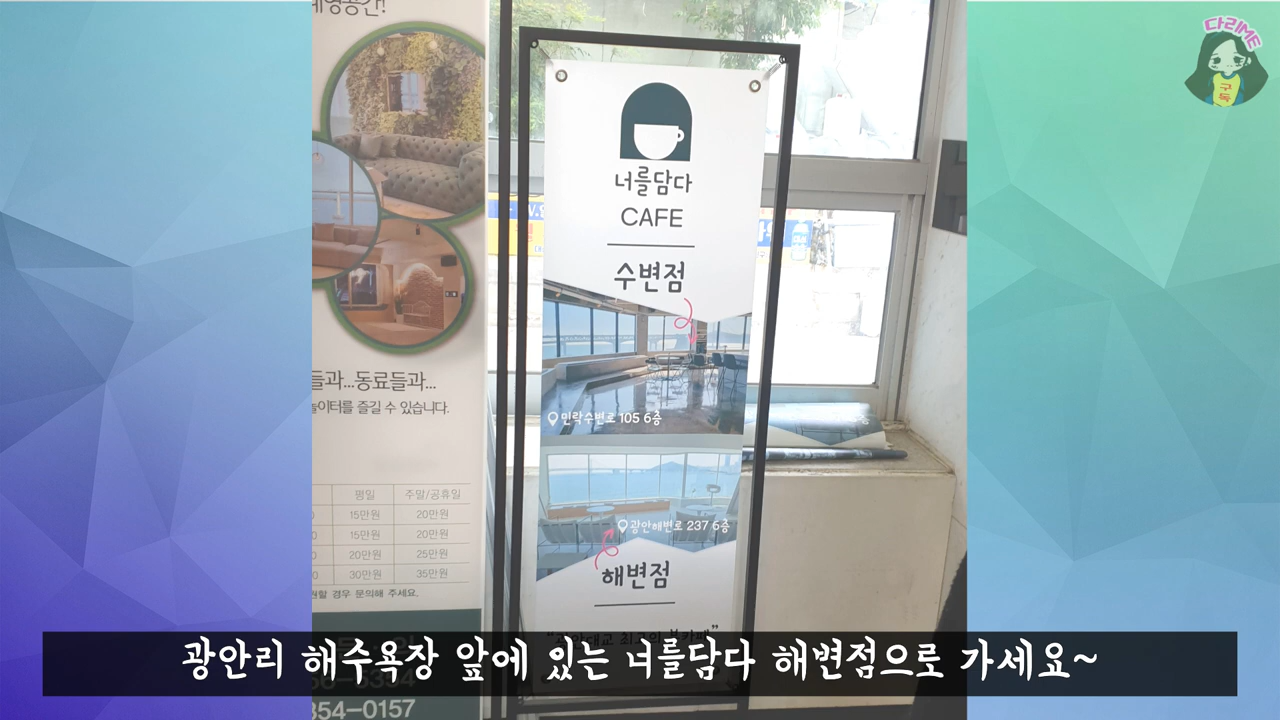 다리ME
구독
너를담다
CAFE
수변점
민락수변로 105 6층
광안해변로 237 6층
해변점
들과...동료들과...
놀이터를 즐길 수 있습니다.
평일 주말/공휴일
15만원 20만원
15만원 20만원
20만원 25만원
30만원 35만원
원할 경우 문의해 주세요.
354-0157
광안리 해수욕장 앞에 있는 너를담다 해변점으로 가세요~